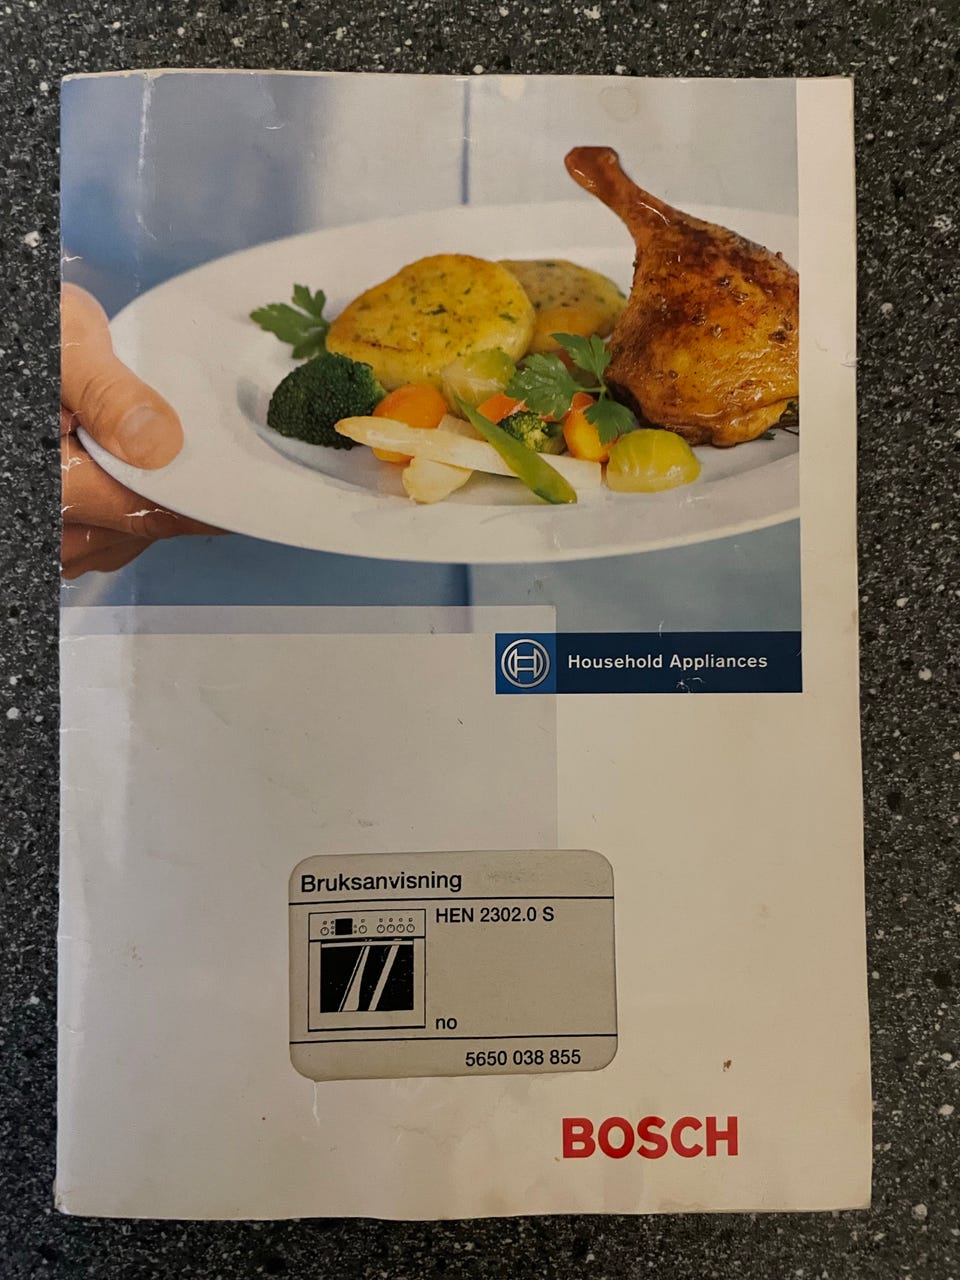 Household Appliances
Bruksanvisning
HEN 2302.0 S
no
5650 038 855
BOSCH